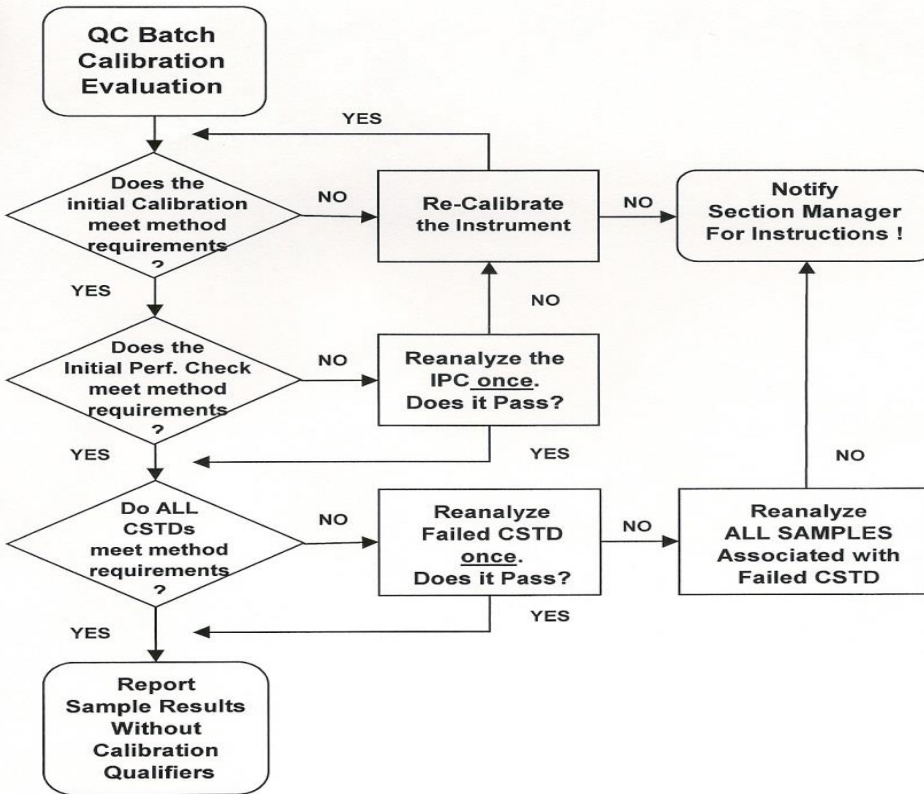 QC Batch
Calibration
Evaluation
YES
Does the
initial Calibration
meet method
requirements
?
NO
Re-Calibrate
the Instrument
NO
Notify
Section Manager
For Instructions !
YES
NO
Does the
Initial Perf. Check
meet method
requirements
?
NO
Reanalyze the
IPC once.
Does it Pass?
YES
YES
NO
Do ALL
CSTDs
meet method
requirements
?
NO
Reanalyze
Failed CSTD
once.
Does it Pass?
NO
Reanalyze
ALL SAMPLES
Associated with
Failed CSTD
YES
YES
Report
Sample Results
Without
Calibration
Qualifiers